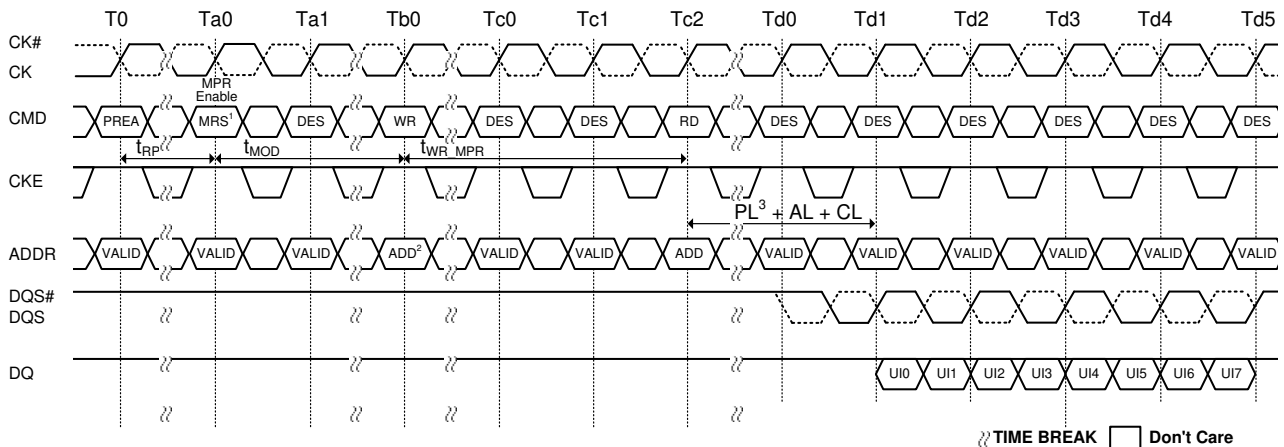 T0 Ta0 Ta1 Tb0 Tc0 Tc1 Tc2 Td0 Td1 Td2 Td3 Td4 Td5
CK#
CK
MPR
Enable
CMD PREA MRS¹ DES WR DES DES RD DES DES DES DES DES DES
tRP tMOD tWR_MPR
CKE
PL³ + AL + CL
ADDR VALID VALID VALID ADD² VALID VALID ADD VALID VALID VALID VALID VALID VALID
DQS#
DQS
DQ UI0 UI1 UI2 UI3 UI4 UI5 UI6 UI7
TIME BREAK Don't Care